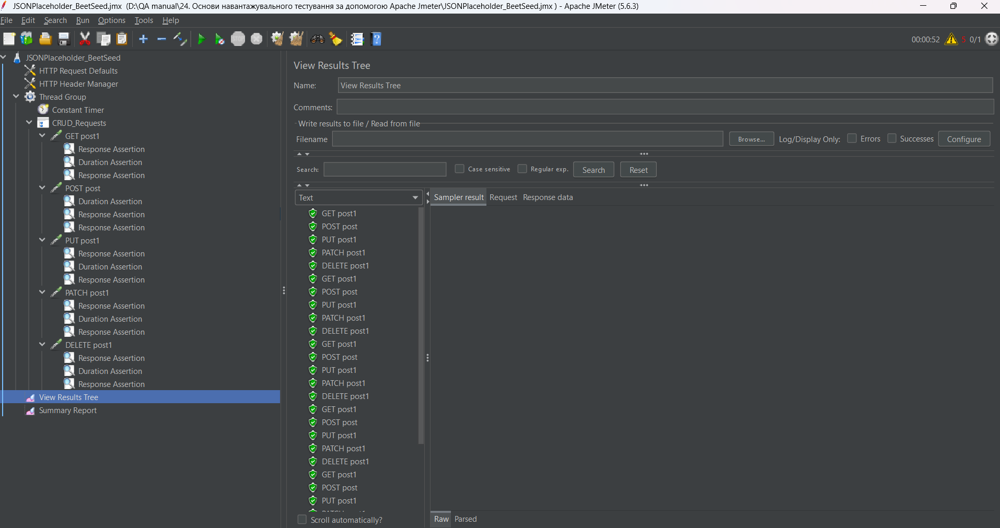 JSONPlaceholder_BeetSeed.jmx (D:\QA manual\24. Основи навантажувального тестування за допомогою Apache Jmeter\JSONPlaceholder_BeetSeed.jmx ) - Apache JMeter (5.6.3)
File Edit Search Run Options Tools Help
STOP
00:00:52 5 0/1
JSONPlaceholder_BeetSeed
HTTP Request Defaults
HTTP Header Manager
Thread Group
Constant Timer
CRUD_Requests
GET post1
Response Assertion
Duration Assertion
Response Assertion
POST post
Duration Assertion
Response Assertion
Response Assertion
PUT post1
Response Assertion
Duration Assertion
Response Assertion
PATCH post1
Response Assertion
Duration Assertion
Response Assertion
DELETE post1
Response Assertion
Duration Assertion
Response Assertion
View Results Tree
Summary Report
View Results Tree
Name: View Results Tree
Comments:
Write results to file / Read from file
Filename Browse... Log/Display Only: Errors Successes Configure
Search: Case sensitive Regular exp. Search Reset
Text
Sampler result Request Response data
GET post1
POST post
PUT post1
PATCH post1
DELETE post1
GET post1
POST post
PUT post1
PATCH post1
DELETE post1
GET post1
POST post
PUT post1
PATCH post1
DELETE post1
GET post1
POST post
PUT post1
PATCH post1
DELETE post1
GET post1
POST post
PUT post1
Scroll automatically?
Raw Parsed